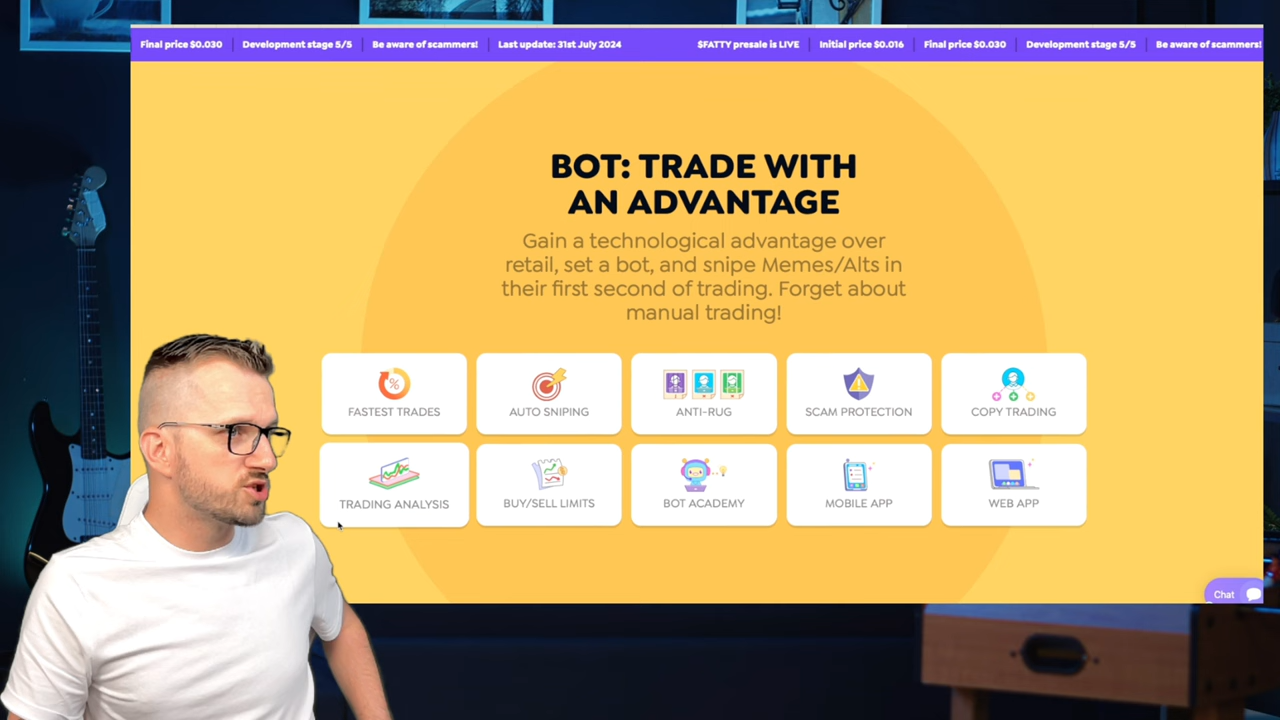 Final price $0.030 Development stage 5/5 Be aware of scammers! Last update: 31st July 2024 $FATTY presale is LIVE Initial price $0.016 Final price $0.030 Development stage 5/5 Be aware of scammers!
BOT: TRADE WITH
AN ADVANTAGE
Gain a technological advantage over
retail, set a bot, and snipe Memes/Alts in
their first second of trading. Forget about
manual trading!
FASTEST TRADES AUTO SNIPING ANTI-RUG SCAM PROTECTION COPY TRADING
TRADING ANALYSIS BUY/SELL LIMITS BOT ACADEMY MOBILE APP WEB APP
Chat